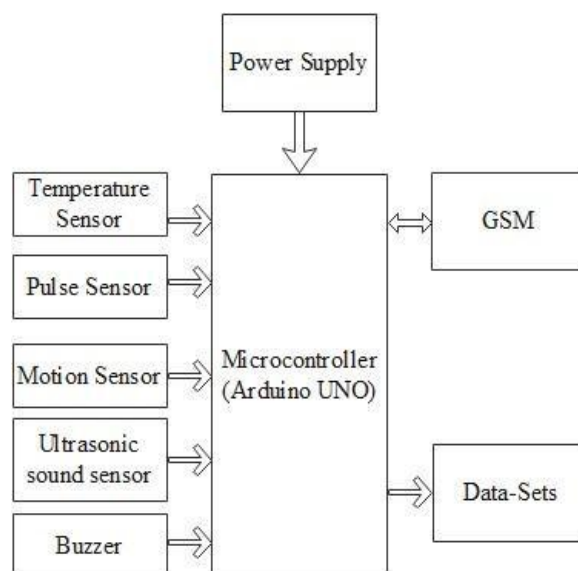 Power Supply
Temperature
Sensor
Pulse Sensor
Motion Sensor
Ultrasonic
sound sensor
Buzzer
Microcontroller
(Arduino UNO)
GSM
Data-Sets